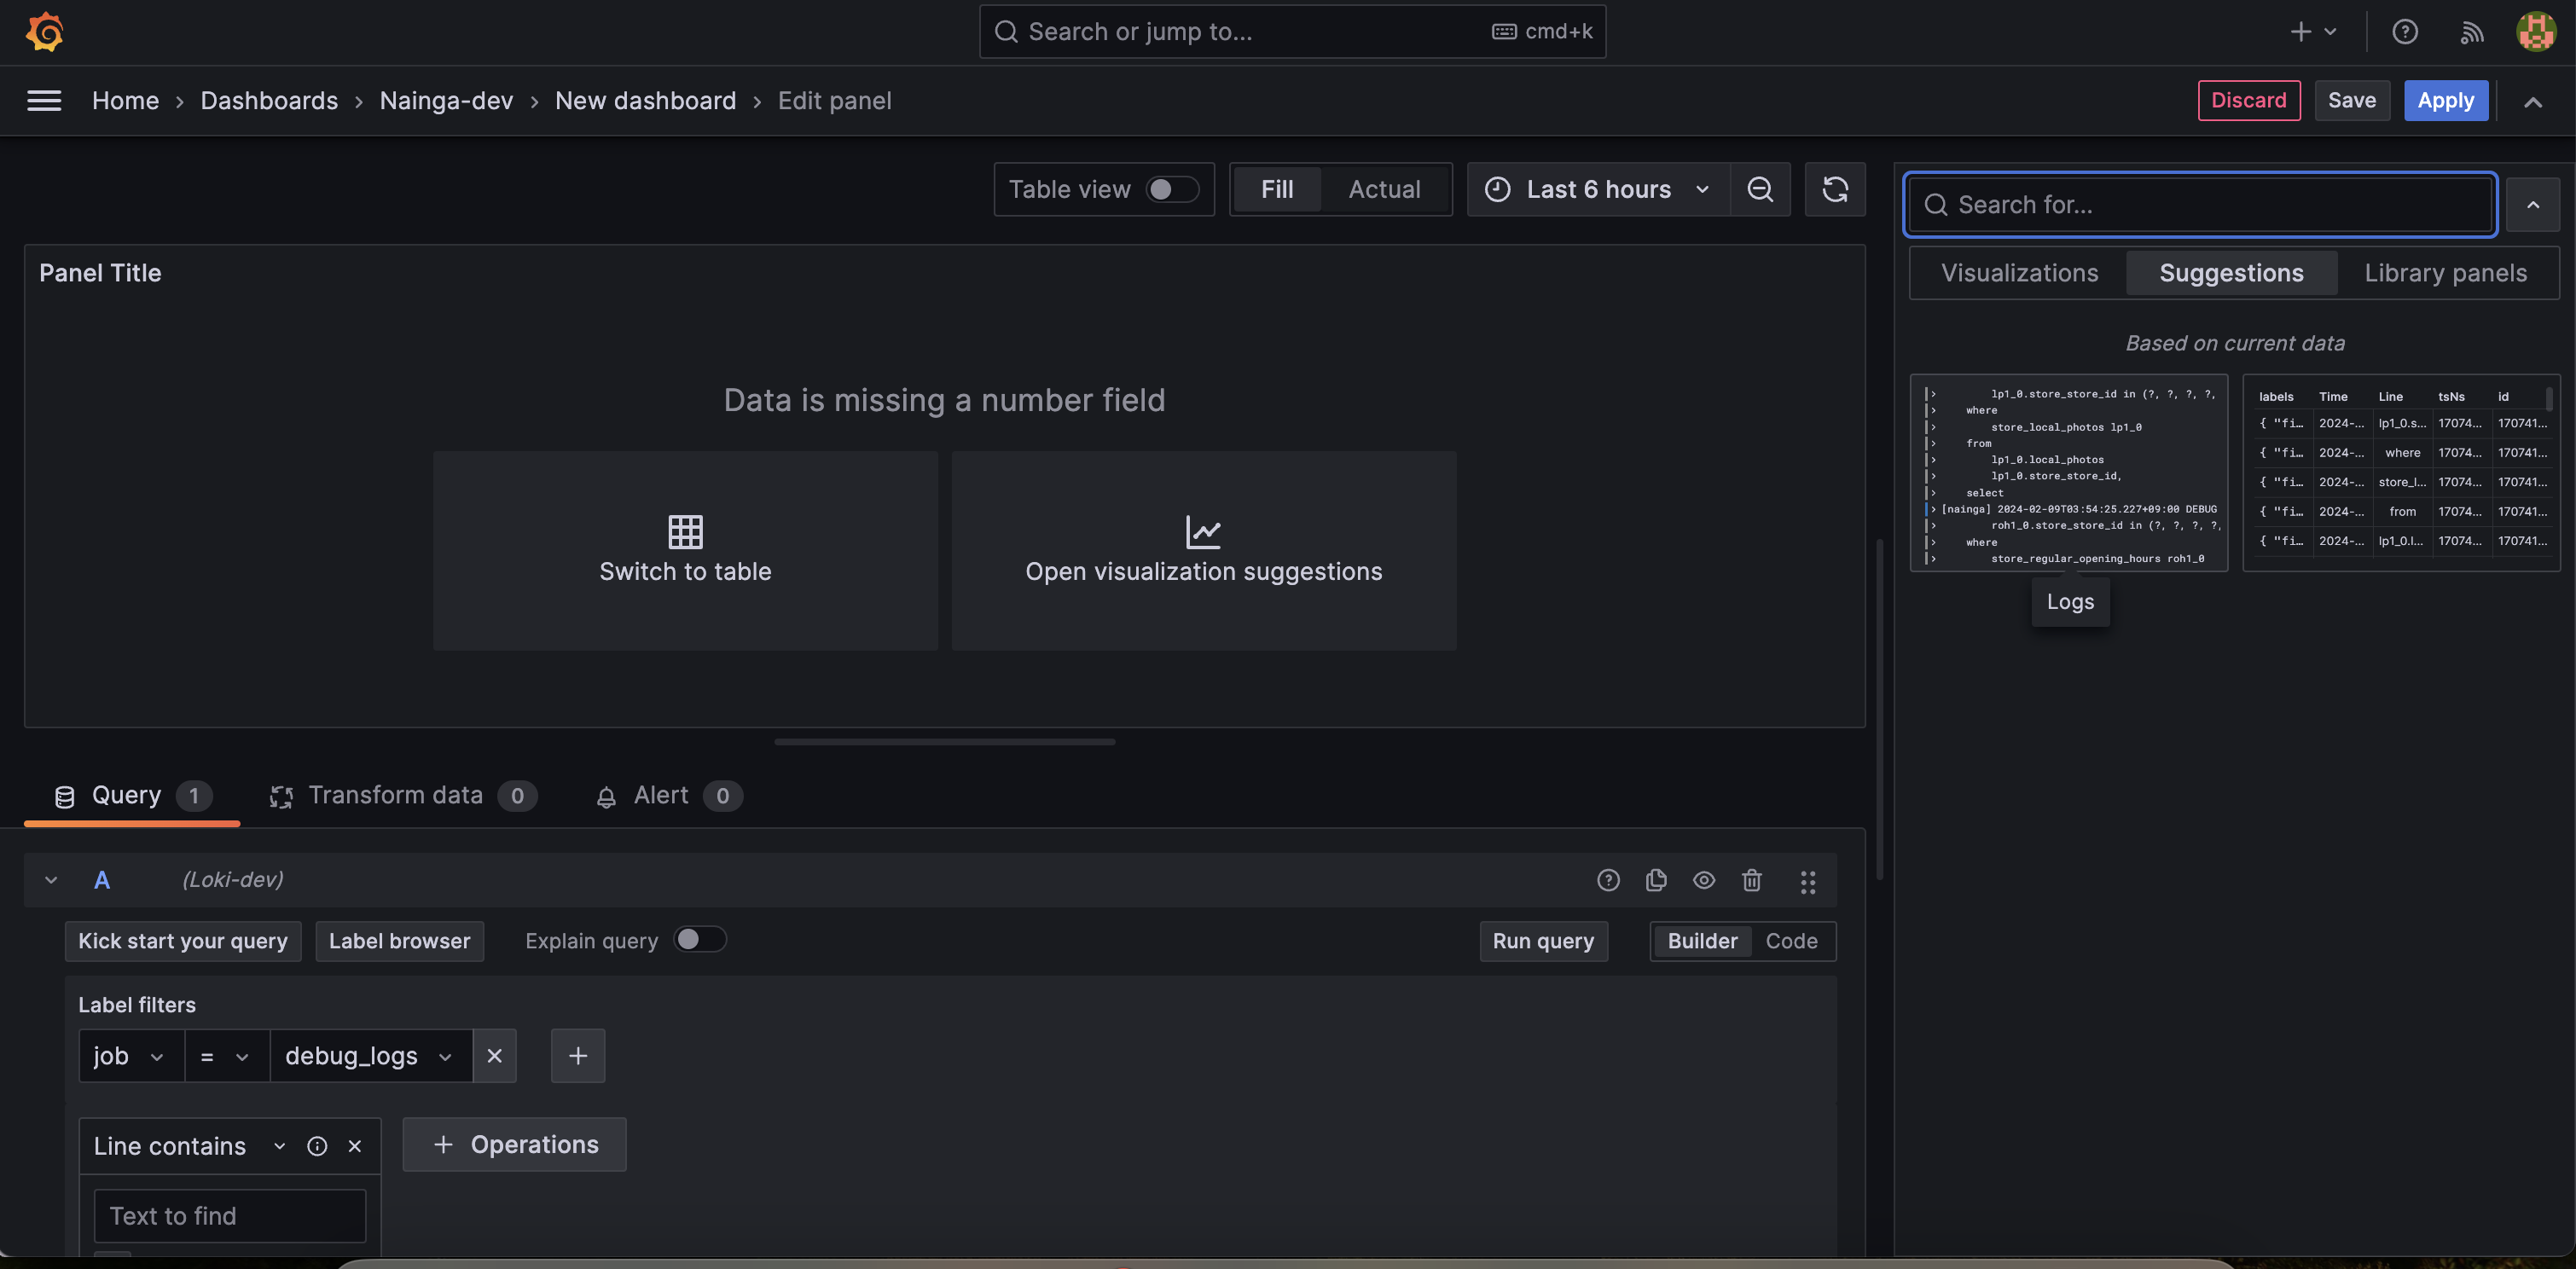 Search or jump to...
cmd+k
Home › Dashboards › Nainga-dev › New dashboard › Edit panel
Discard
Save
Apply
Table view
Fill
Actual
Last 6 hours
Panel Title
Data is missing a number field
Switch to table
Open visualization suggestions
Query 1
Transform data 0
Alert 0
A
(Loki-dev)
Kick start your query
Label browser
Explain query
Run query
Builder
Code
Label filters
job
=
debug_logs
Line contains
Operations
Text to find
Search for...
Visualizations
Suggestions
Library panels
Based on current data
lp1_0.store_store_id in (?, ?, ?, ?,
where
store_local_photos lp1_0
from
lp1_0.local_photos
lp1_0.store_store_id,
select
[nainga] 2024-02-09T03:54:25.227+09:00 DEBUG
roh1_0.store_store_id in (?, ?, ?, ?,
where
store_regular_opening_hours roh1_0
labels Time Line tsNs id
{ "fi... 2024-... lp1_0.s... 17074... 170741...
{ "fi... 2024-... where 17074... 170741...
{ "fi... 2024-... store_l... 17074... 170741...
{ "fi... 2024-... from 17074... 170741...
{ "fi... 2024-... lp1_0.l... 17074... 170741...
Logs